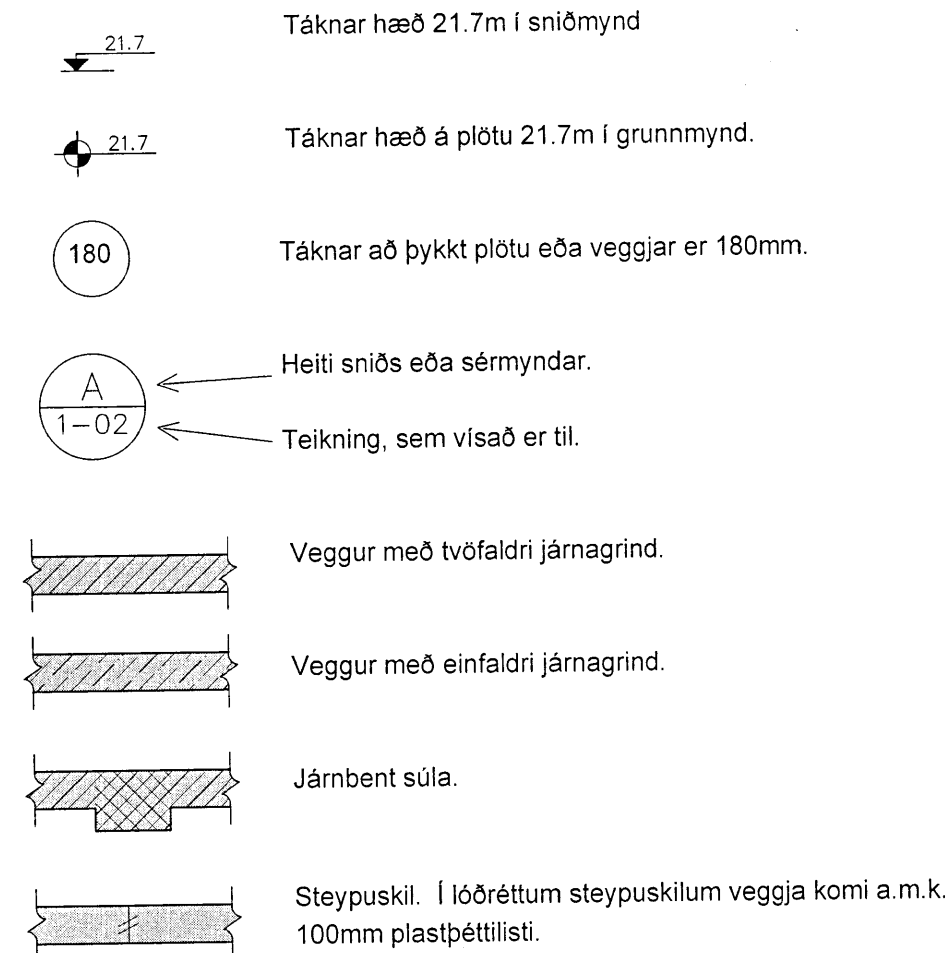 21.7
Táknar hæð 21.7m í sniðmynd
21.7
Táknar hæð á plötu 21.7m í grunnmynd.
180
Táknar að þykkt plötu eða veggjar er 180mm.
A
Heiti sniðs eða sérmyndar.
1-02
Teikning, sem vísað er til.
Veggur með tvöfaldri járnagrind.
Veggur með einfaldri járnagrind.
Járnbent súla.
Steypuskil. Í lóðréttum steypuskilum veggja komi a.m.k.
100mm plastþéttilisti.